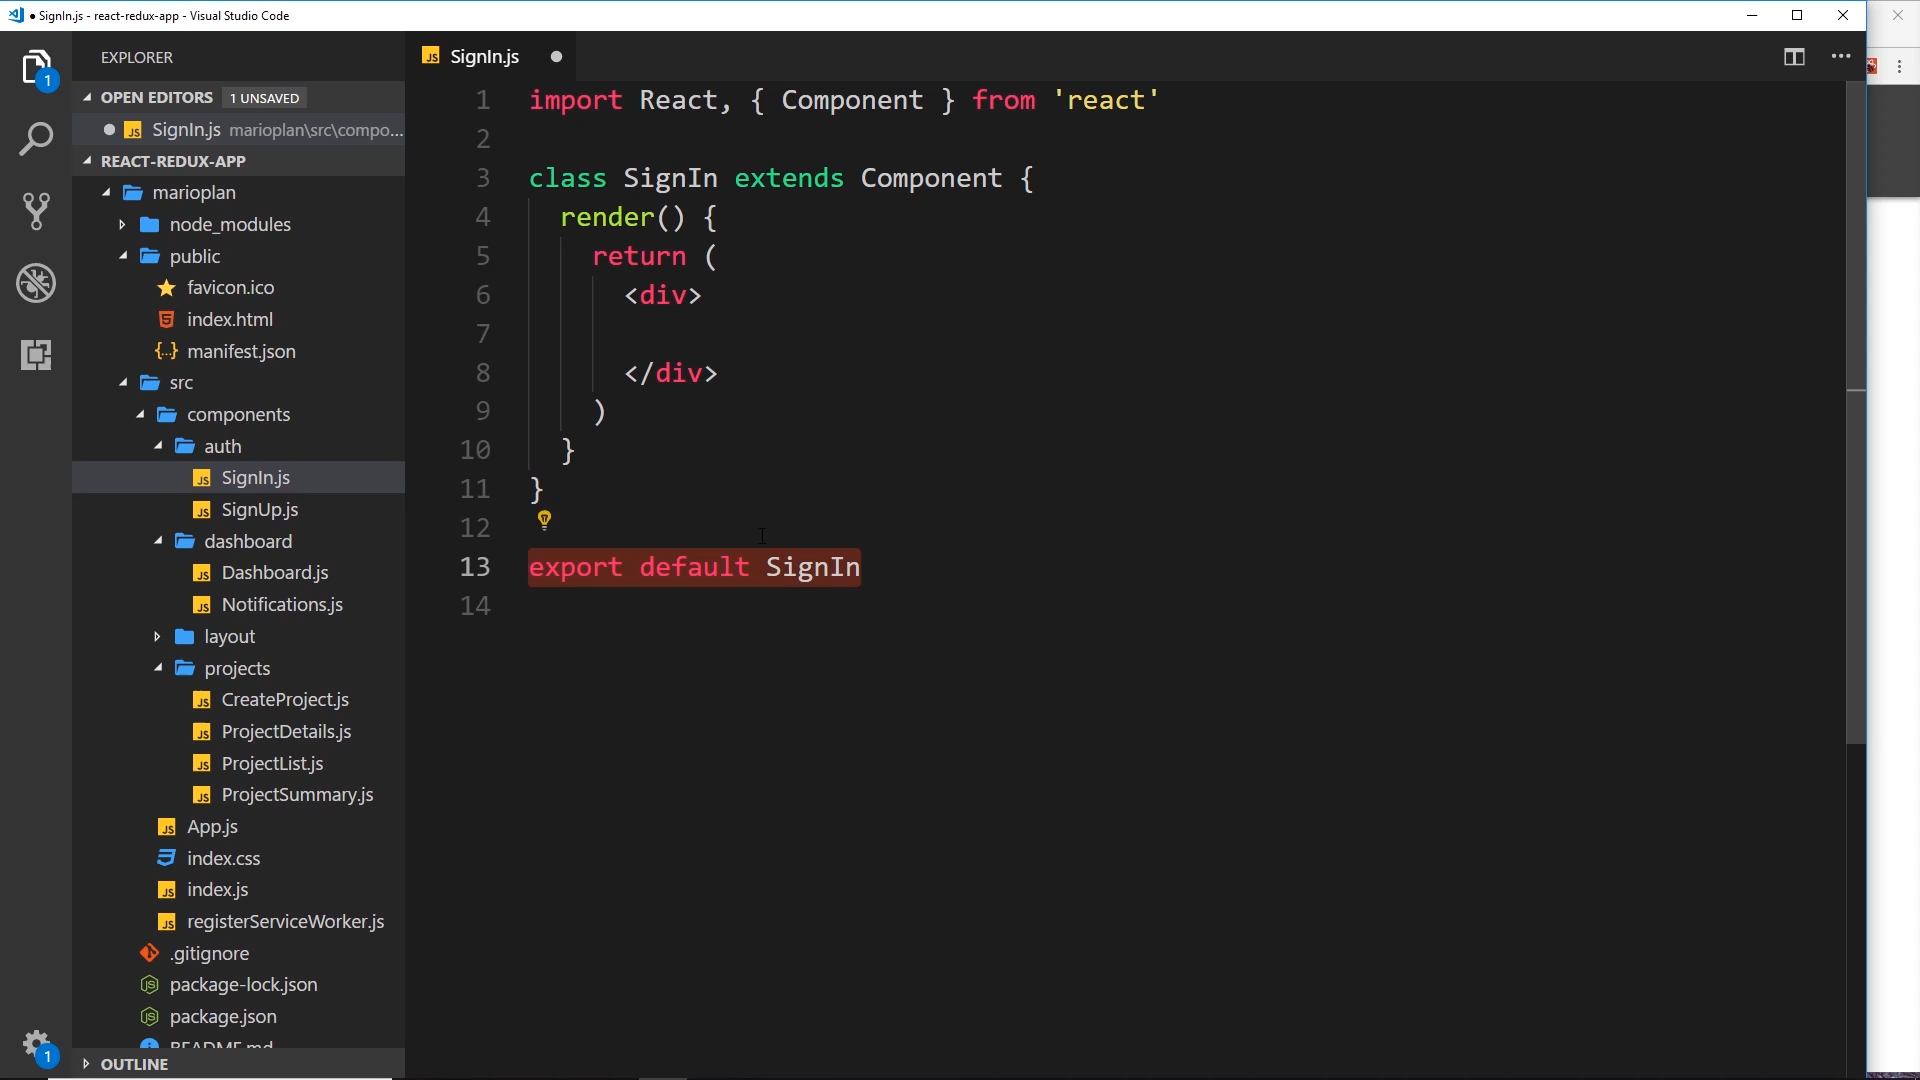 SignIn.js - react-redux-app - Visual Studio Code
EXPLORER
OPEN EDITORS 1 UNSAVED
SignIn.js marioplan\src\compo...
REACT-REDUX-APP
marioplan
node_modules
public
favicon.ico
index.html
manifest.json
src
components
auth
SignIn.js
SignUp.js
dashboard
Dashboard.js
Notifications.js
layout
projects
CreateProject.js
ProjectDetails.js
ProjectList.js
ProjectSummary.js
App.js
index.css
index.js
registerServiceWorker.js
.gitignore
package-lock.json
package.json
README.md
OUTLINE
1
1
SignIn.js
1 import React, { Component } from 'react'
2
3 class SignIn extends Component {
4 render() {
5 return (
6 <div>
7
8 </div>
9 )
10 }
11 }
12
13 export default SignIn
14